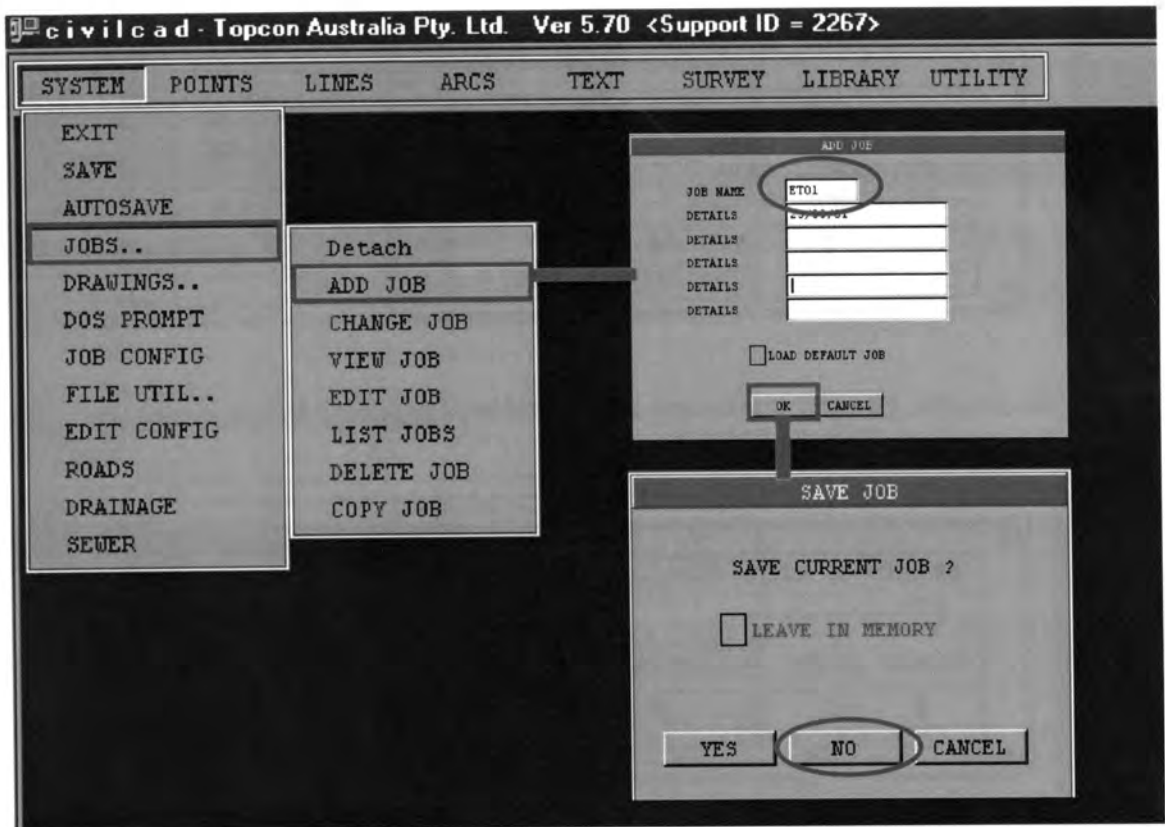 civilcad - Topcon Australia Pty. Ltd. Ver 5.70 <Support ID = 2267>
SYSTEM POINTS LINES ARCS TEXT SURVEY LIBRARY UTILITY
EXIT
SAVE
AUTOSAVE
JOBS..
DRAWINGS..
DOS PROMPT
JOB CONFIG
FILE UTIL..
EDIT CONFIG
ROADS
DRAINAGE
SEWER
Detach
ADD JOB
CHANGE JOB
VIEW JOB
EDIT JOB
LIST JOBS
DELETE JOB
COPY JOB
ADD JOB
JOB NAME ET01
DETAILS
DETAILS
DETAILS
DETAILS
DETAILS
LOAD DEFAULT JOB
OK CANCEL
SAVE JOB
SAVE CURRENT JOB ?
LEAVE IN MEMORY
YES NO CANCEL